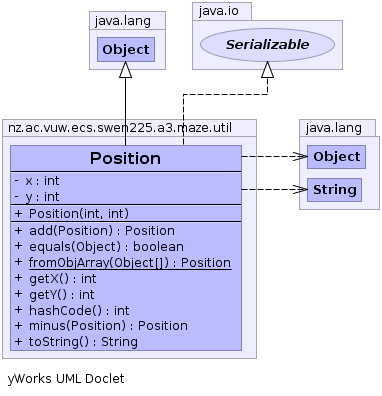 java.lang
Object
java.io
Serializable
nz.ac.vuw.ecs.swen225.a3.maze.util
Position
- x : int
- y : int
+ Position(int, int)
+ add(Position) : Position
+ equals(Object) : boolean
+ fromObjArray(Object[]) : Position
+ getX() : int
+ getY() : int
+ hashCode() : int
+ minus(Position) : Position
+ toString() : String
java.lang
Object
String
yWorks UML Doclet